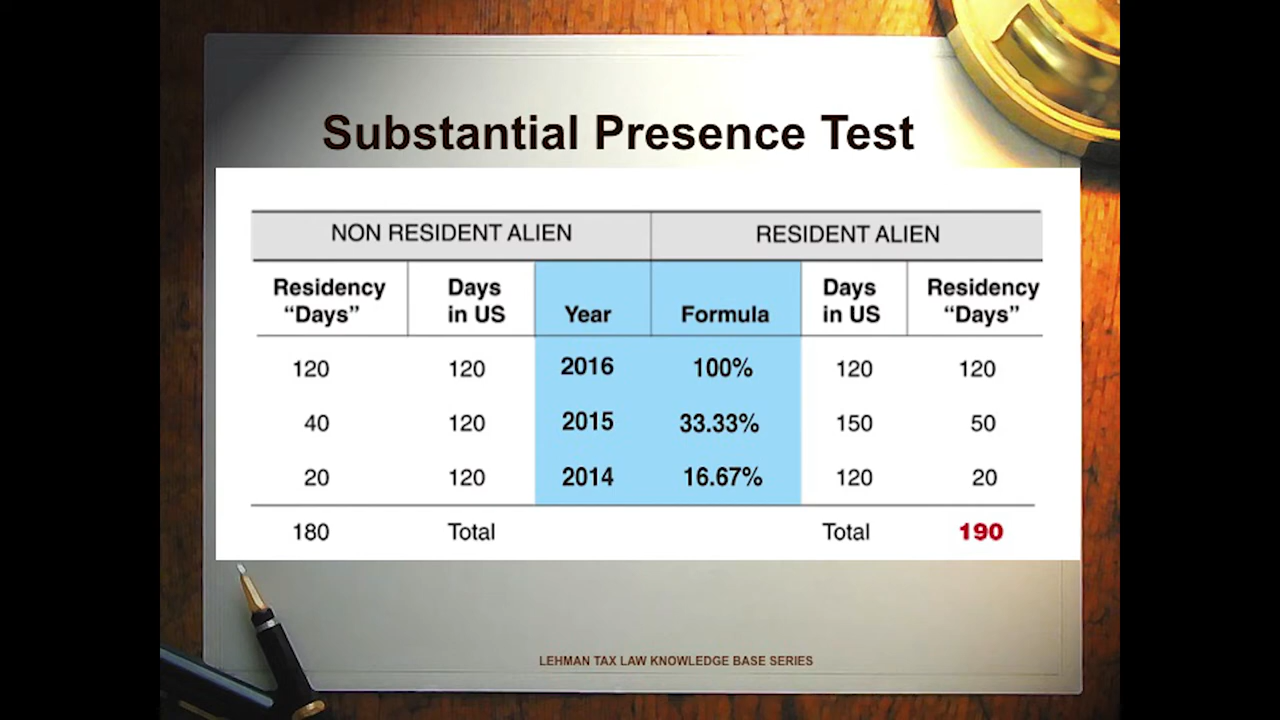 Substantial Presence Test
NON RESIDENT ALIEN RESIDENT ALIEN
Residency “Days” Days in US Year Formula Days in US Residency “Days”
120 120 2016 100% 120 120
40 120 2015 33.33% 150 50
20 120 2014 16.67% 120 20
180 Total Total 190
LEHMAN TAX LAW KNOWLEDGE BASE SERIES